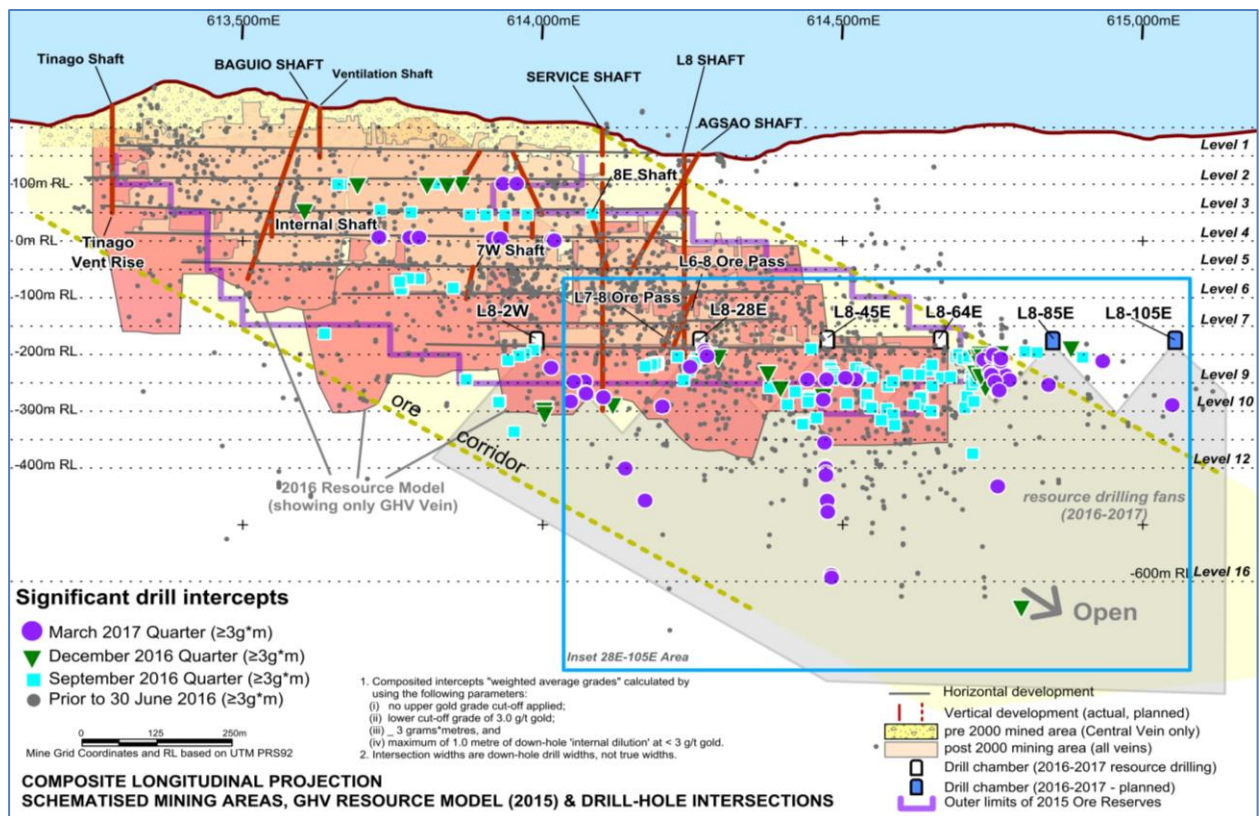 613,500mE
614,000mE
614,500mE
615,000mE
Tinago Shaft
BAGUIO SHAFT
Ventilation Shaft
SERVICE SHAFT
L8 SHAFT
AGSAO SHAFT
Level 1
Level 2
100m RL
8E Shaft
Level 3
Internal Shaft
Level 4
0m RL
Tinago
Vent Rise
7W Shaft
L6-8 Ore Pass
Level 5
-100m RL
Level 6
L7-8 Ore Pass
L8-2W
L8-28E
L8-45E
L8-64E
L8-85E
L8-105E
Level 7
-200m RL
Level 9
-300m RL
Level 10
ore
corridor
-400m RL
Level 12
2016 Resource Model
(showing only GHV Vein)
resource drilling fans
(2016-2017)
-600m RL
Level 16
Open
Inset 28E-105E Area
Significant drill intercepts
March 2017 Quarter (≥3g*m)
December 2016 Quarter (≥3g*m)
September 2016 Quarter (≥3g*m)
Prior to 30 June 2016 (≥3g*m)
0 125 250m
Mine Grid Coordinates and RL based on UTM PRS92
1. Composited intercepts "weighted average grades" calculated by
using the following parameters:
(i) no upper gold grade cut-off applied;
(ii) lower cut-off grade of 3.0 g/t gold;
(iii) _ 3 grams*metres, and
(iv) maximum of 1.0 metre of down-hole 'internal dilution' at < 3 g/t gold.
2. Intersection widths are down-hole drill widths, not true widths.
Horizontal development
Vertical development (actual, planned)
pre 2000 mined area (Central Vein only)
post 2000 mining area (all veins)
Drill chamber (2016-2017 resource drilling)
Drill chamber (2016-2017 - planned)
Outer limits of 2015 Ore Reserves
COMPOSITE LONGITUDINAL PROJECTION
SCHEMATISED MINING AREAS, GHV RESOURCE MODEL (2015) & DRILL-HOLE INTERSECTIONS